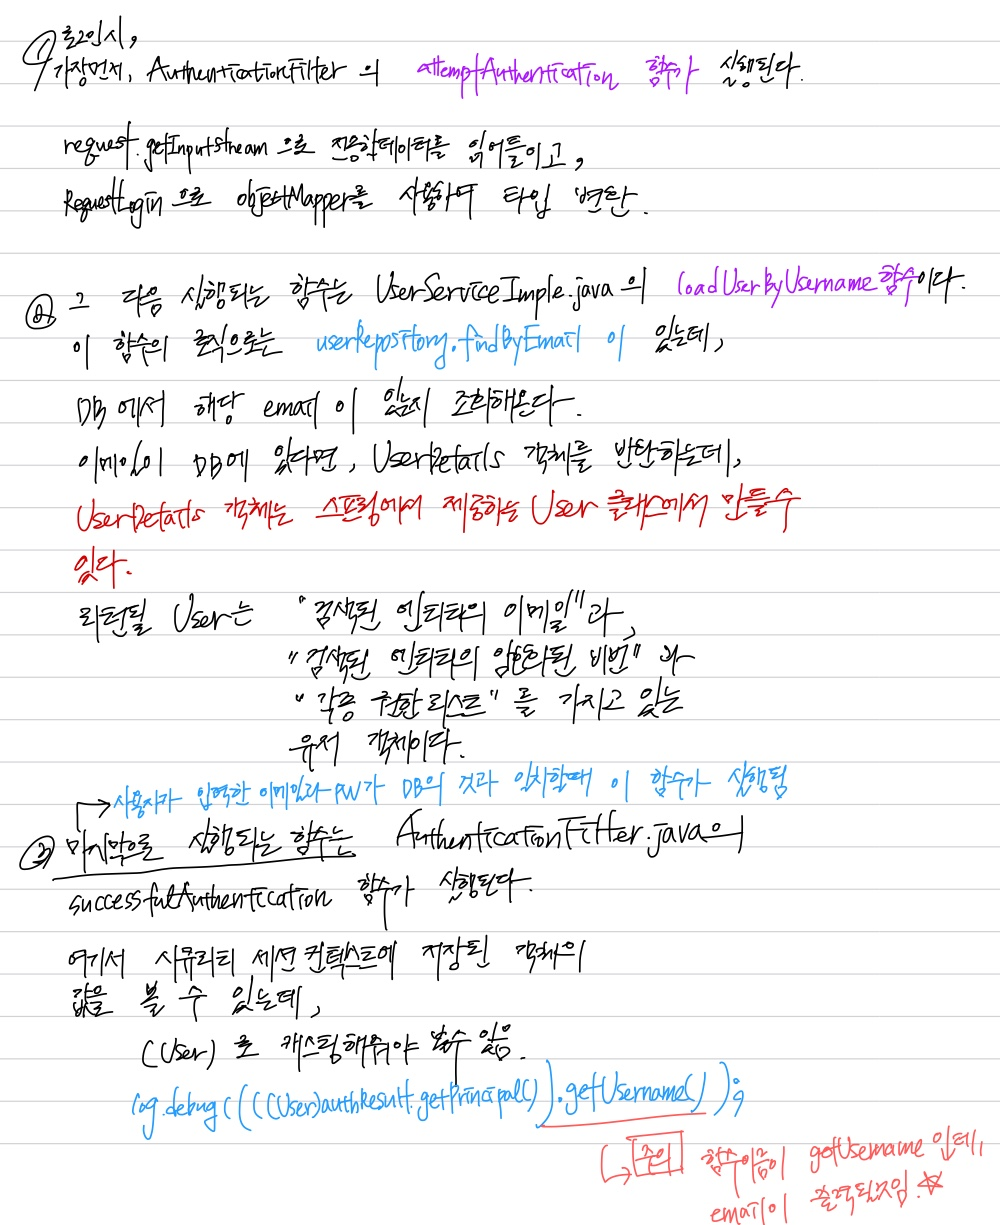 ① 로그인시,
가장먼저, AuthenticationFilter 의 attemptAuthentication 함수가 실행된다.
request.getInputstream 으로 전송한데이터를 읽어들이고,
RequestLogin 으로 objectMapper를 사용하여 타입 변환.
② 그 다음 실행되는 함수는 UserServiceImple.java의 loadUserByUsername 함수이다.
이 함수의 로직으로는 userRepository.findByEmail 이 있는데,
DB에서 해당 email 이 있는지 조회해온다.
이메일이 DB에 있다면, UserDetails 객체를 반환하는데,
UserDetails 객체는 스프링에서 제공하는 User 클래스에서 만들수
있다.
리턴될 User는 "검색된 엔티티의 이메일"과,
"검색된 엔티티의 암호화된 비번" 과
"각종 권한 리스트" 를 가지고 있는
유저 객체이다.
→ 사용자가 입력한 이메일과 PW가 DB의 것과 일치할때 이 함수가 실행됨
③ 마지막으로 실행되는 함수는 AuthenticationFilter.java의
successfulAuthentication 함수가 실행된다.
여기서 시큐리티 세션 컨텍스트에 저장된 객체의
값을 볼 수 있는데,
(User) 로 캐스팅해줘야 볼수 있음.
log.debug((((User)authResult.getPrincipal()).getUsername());
↳ 주의 함수이름이 getUsername 인데,
email이 출력될것임. ☆